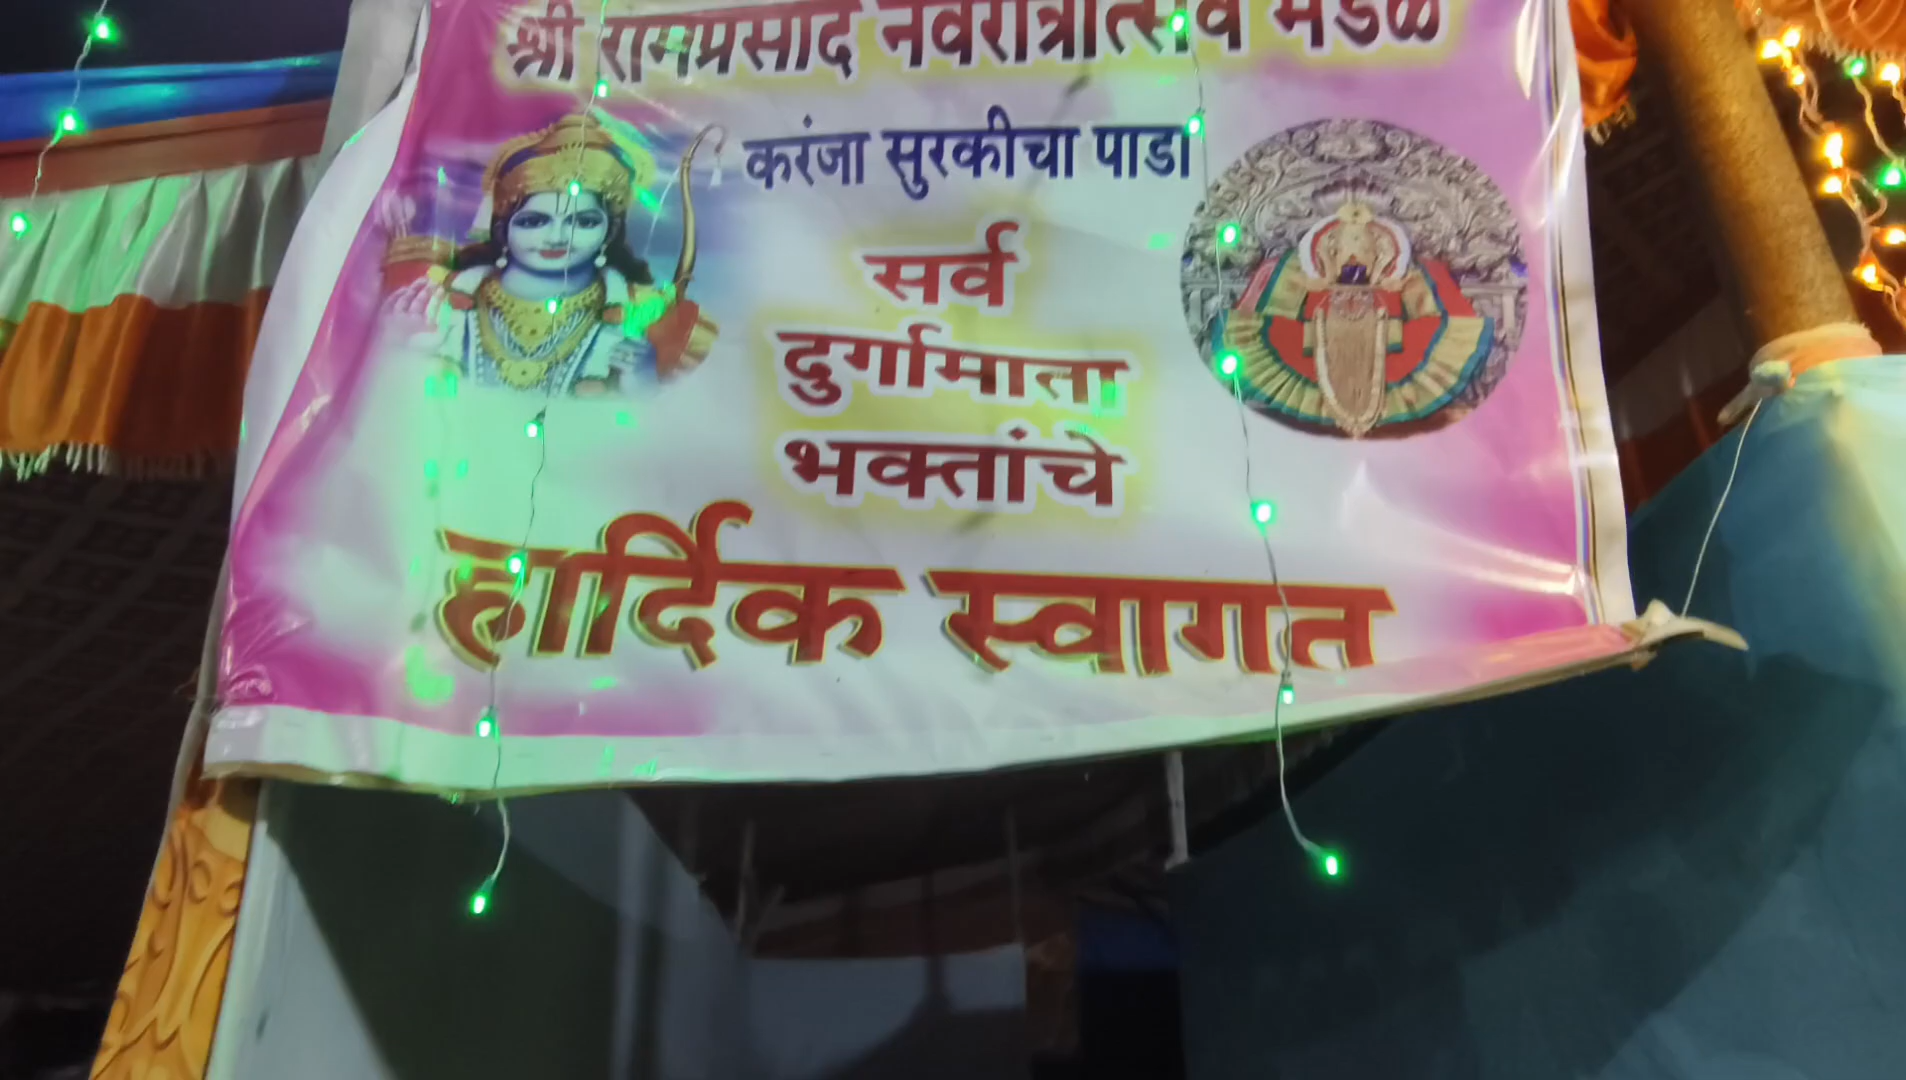 श्री रामप्रसाद नवरात्रोत्सव मंडळ
करंजा सुरकीचा पाडा
सर्व
दुर्गामाता
भक्तांचे
हार्दिक स्वागत